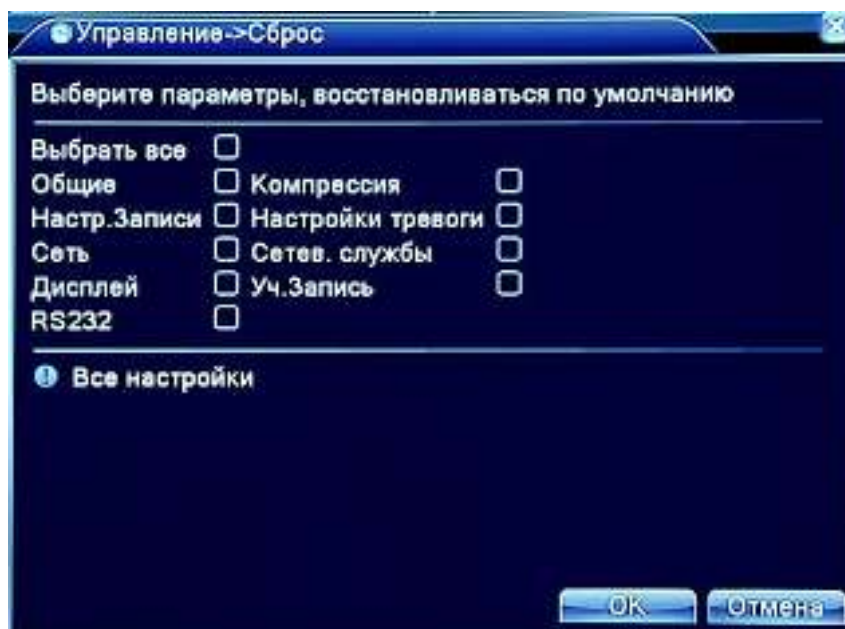 Управление->Сброс
Выберите параметры, восстановливаться по умолчанию
Выбрать все
Общие Компрессия
Настр.Записи Настройки тревоги
Сеть Сетев. службы
Дисплей Уч.Запись
RS232
Все настройки
OK Отмена